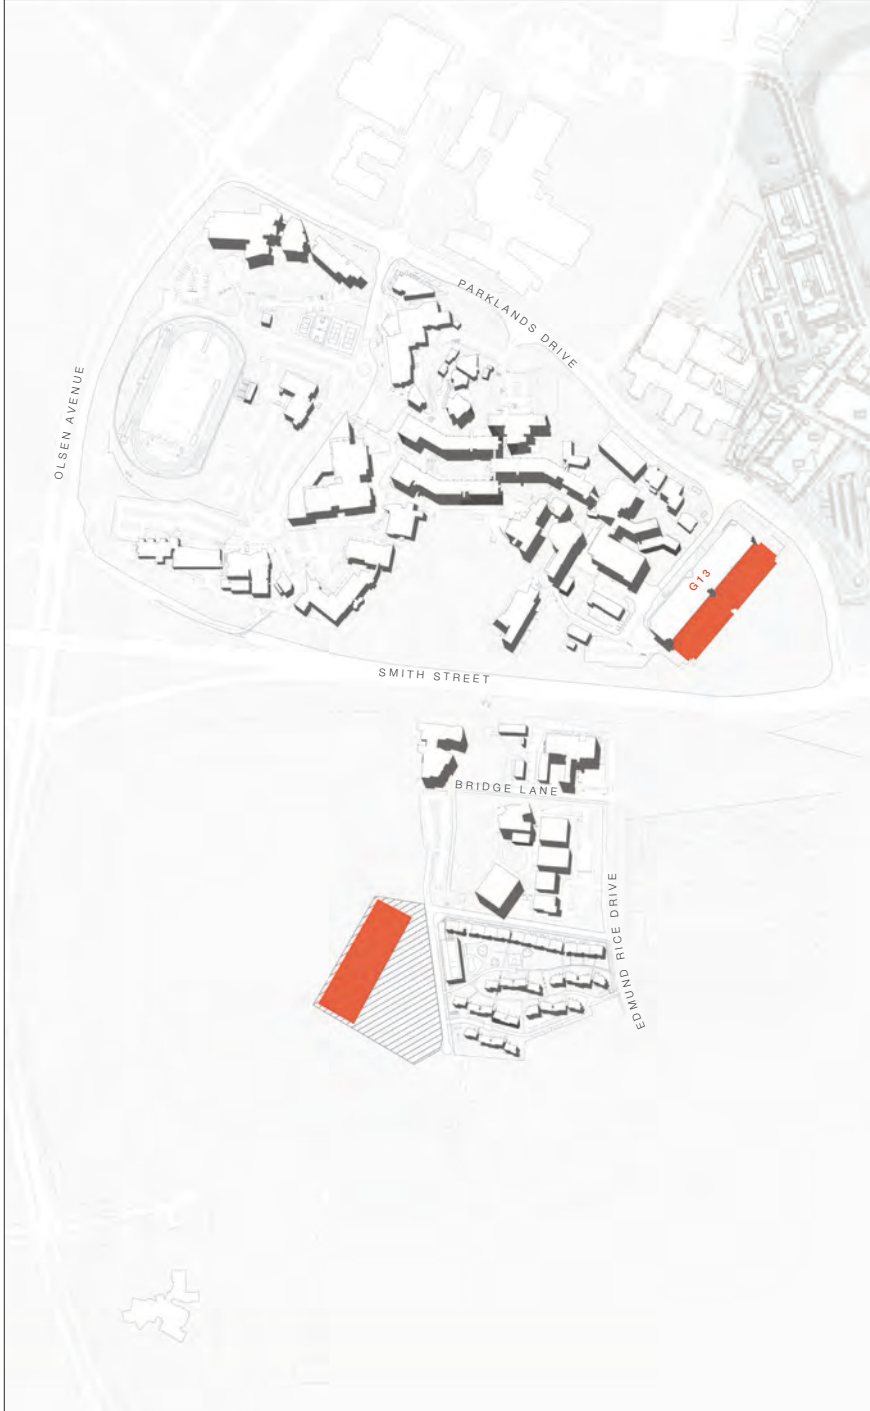 PARKLANDS DRIVE
OLSEN AVENUE
G13
SMITH STREET
BRIDGE LANE
EDMUND RICE DRIVE